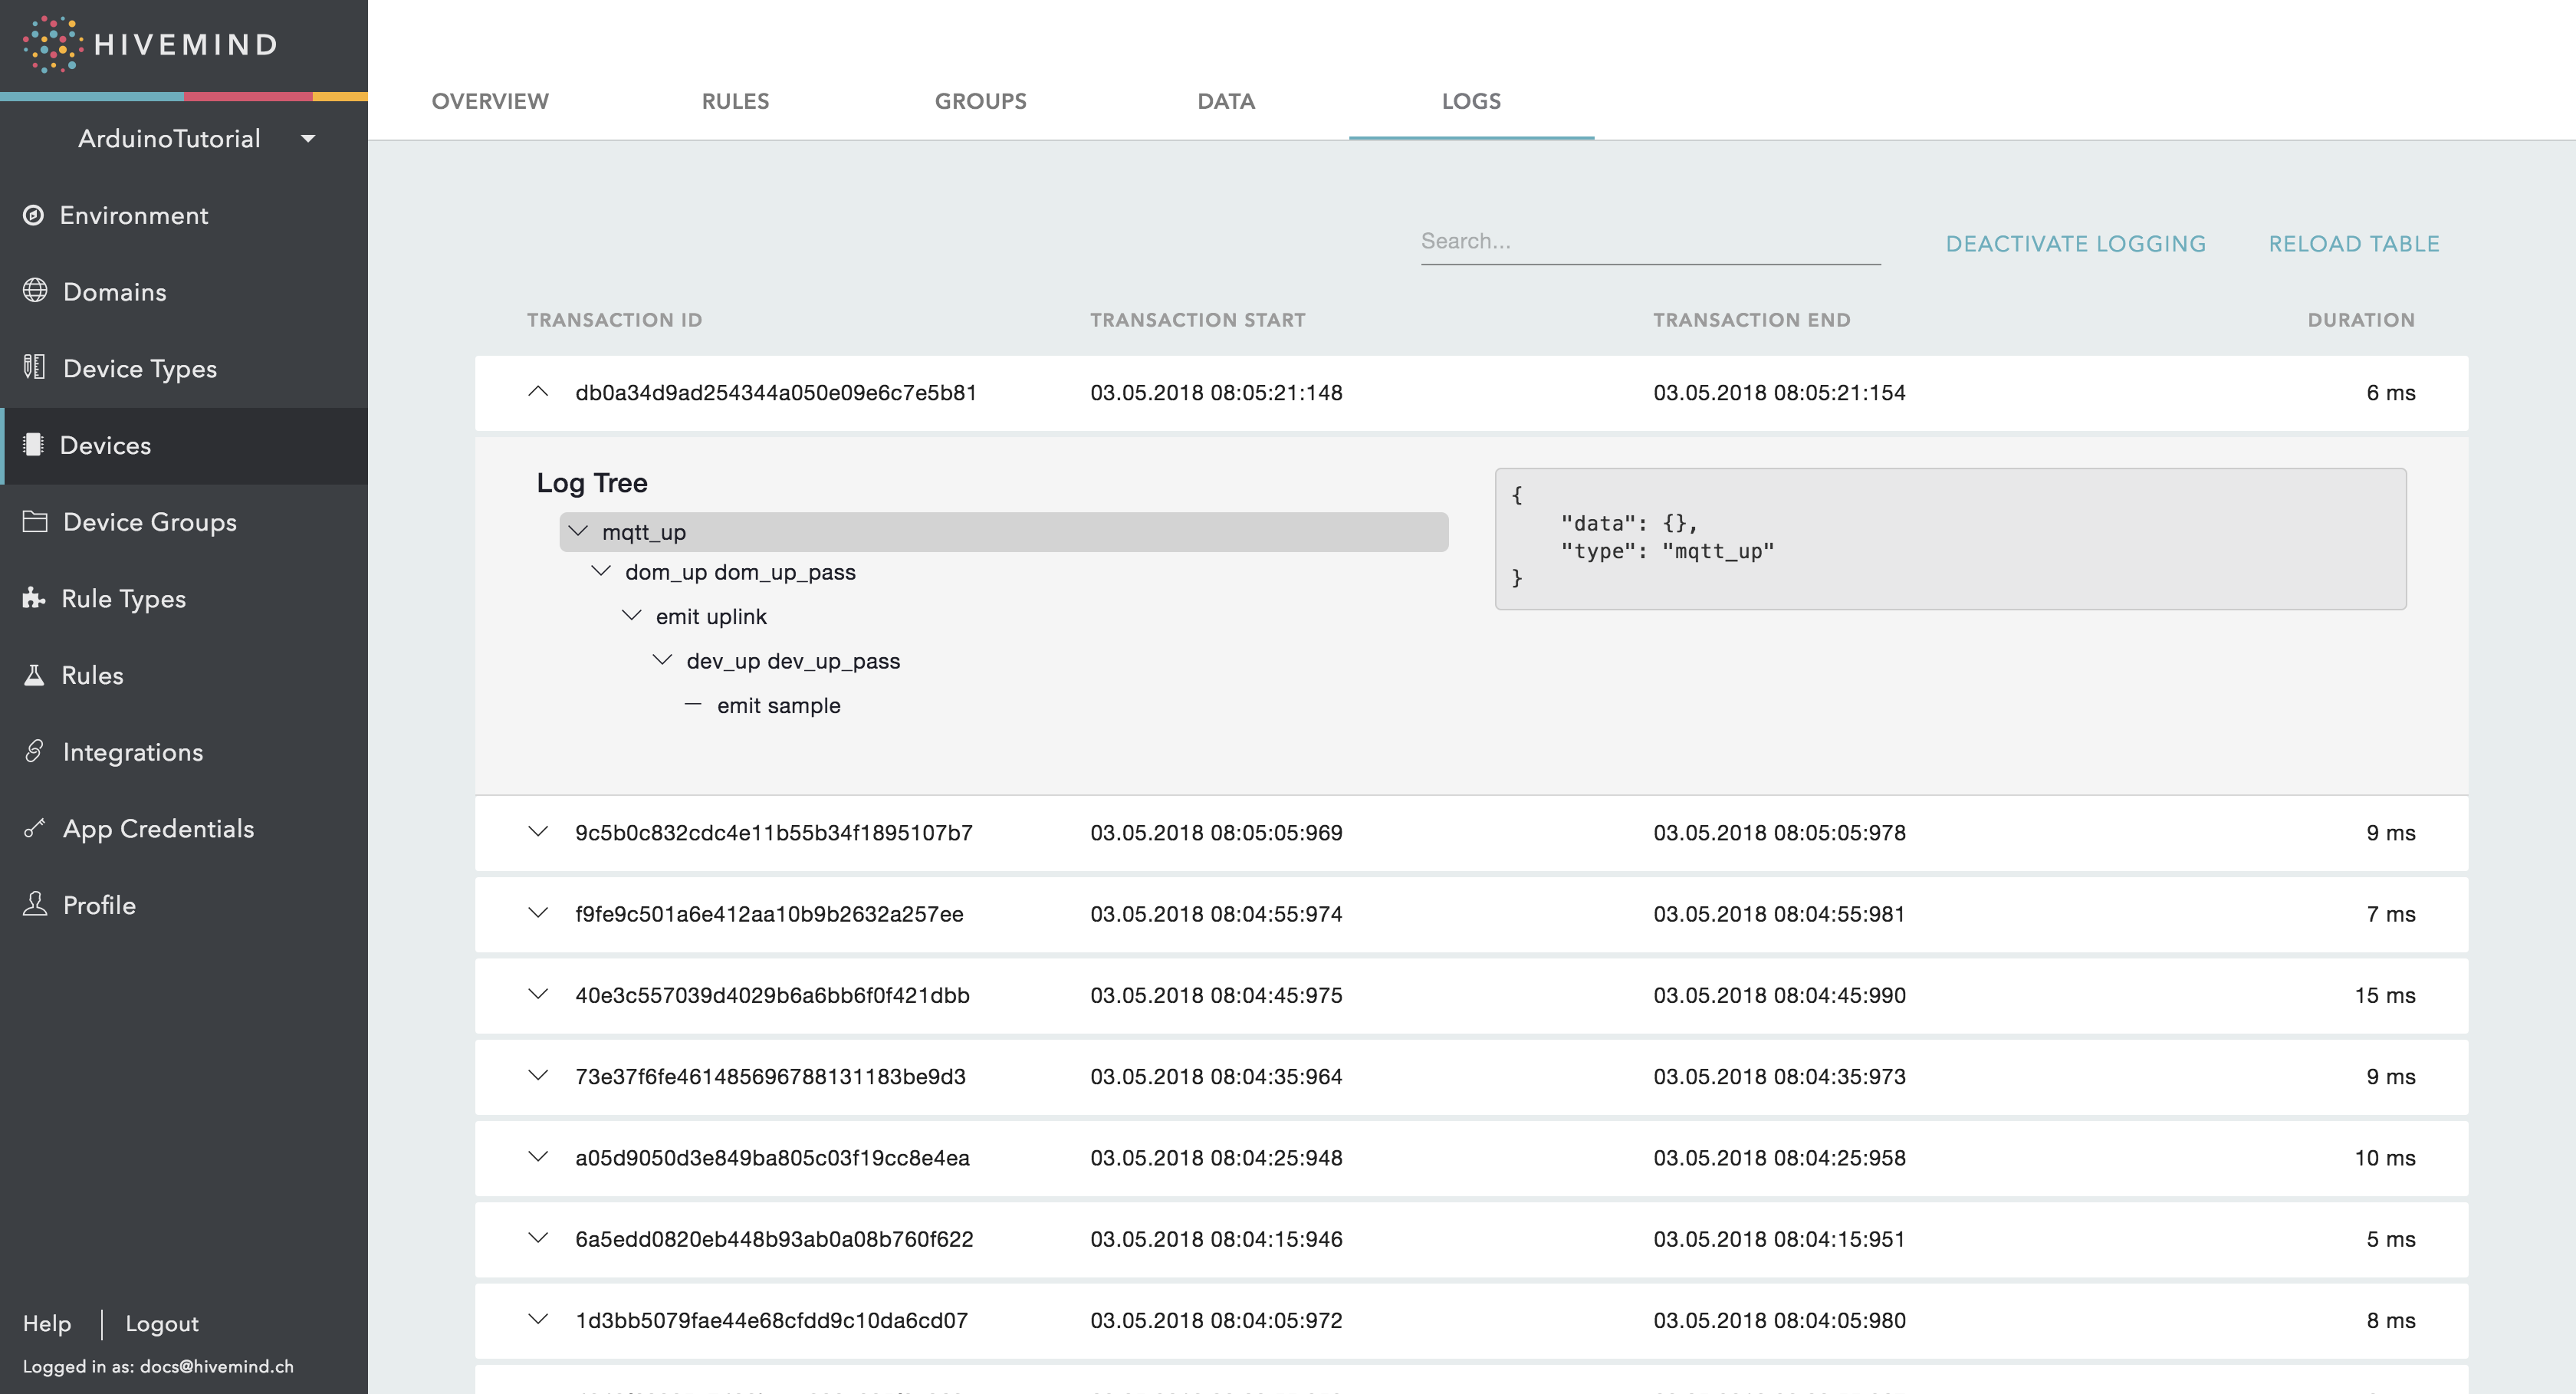 HIVEMIND
ArduinoTutorial
Environment
Domains
Device Types
Devices
Device Groups
Rule Types
Rules
Integrations
App Credentials
Profile
Help | Logout
Logged in as: docs@hivemind.ch
OVERVIEW RULES GROUPS DATA LOGS
Search... DEACTIVATE LOGGING RELOAD TABLE
TRANSACTION ID TRANSACTION START TRANSACTION END DURATION
db0a34d9ad254344a050e09e6c7e5b81 03.05.2018 08:05:21:148 03.05.2018 08:05:21:154 6 ms
Log Tree
mqtt_up
dom_up dom_up_pass
emit uplink
dev_up dev_up_pass
emit sample
{
"data": {},
"type": "mqtt_up"
}
9c5b0c832cdc4e11b55b34f1895107b7 03.05.2018 08:05:05:969 03.05.2018 08:05:05:978 9 ms
f9fe9c501a6e412aa10b9b2632a257ee 03.05.2018 08:04:55:974 03.05.2018 08:04:55:981 7 ms
40e3c557039d4029b6a6bb6f0f421dbb 03.05.2018 08:04:45:975 03.05.2018 08:04:45:990 15 ms
73e37f6fe461485696788131183be9d3 03.05.2018 08:04:35:964 03.05.2018 08:04:35:973 9 ms
a05d9050d3e849ba805c03f19cc8e4ea 03.05.2018 08:04:25:948 03.05.2018 08:04:25:958 10 ms
6a5edd0820eb448b93ab0a08b760f622 03.05.2018 08:04:15:946 03.05.2018 08:04:15:951 5 ms
1d3bb5079fae44e68cfdd9c10da6cd07 03.05.2018 08:04:05:972 03.05.2018 08:04:05:980 8 ms